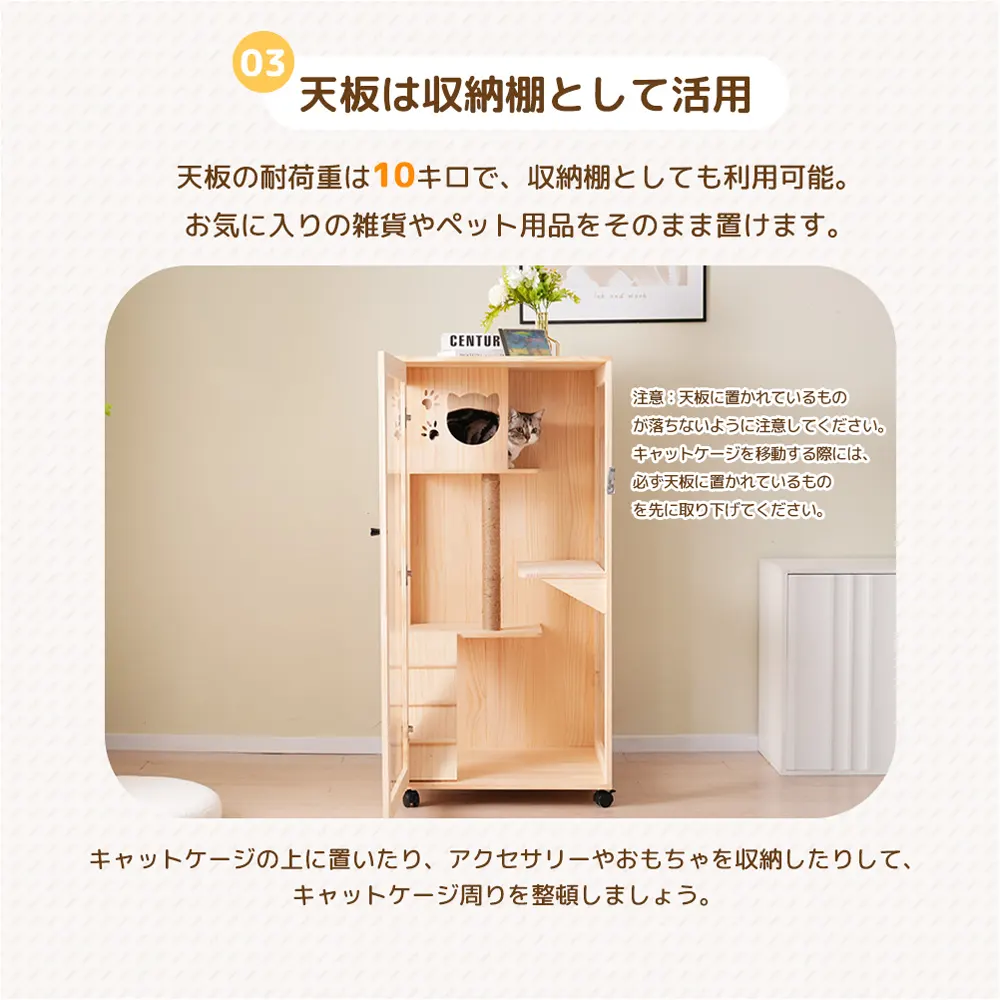 03
天板は収納棚として活用
天板の耐荷重は10キロで、収納棚としても利用可能。
お気に入りの雑貨やペット用品をそのまま置けます。
CENTUR
注意：天板に置かれているもの
が落ちないように注意してください。
キャットケージを移動する際には、
必ず天板に置かれているもの
を先に取り下げてください。
キャットケージの上に置いたり、アクセサリーやおもちゃを収納したりして、
キャットケージ周りを整頓しましょう。